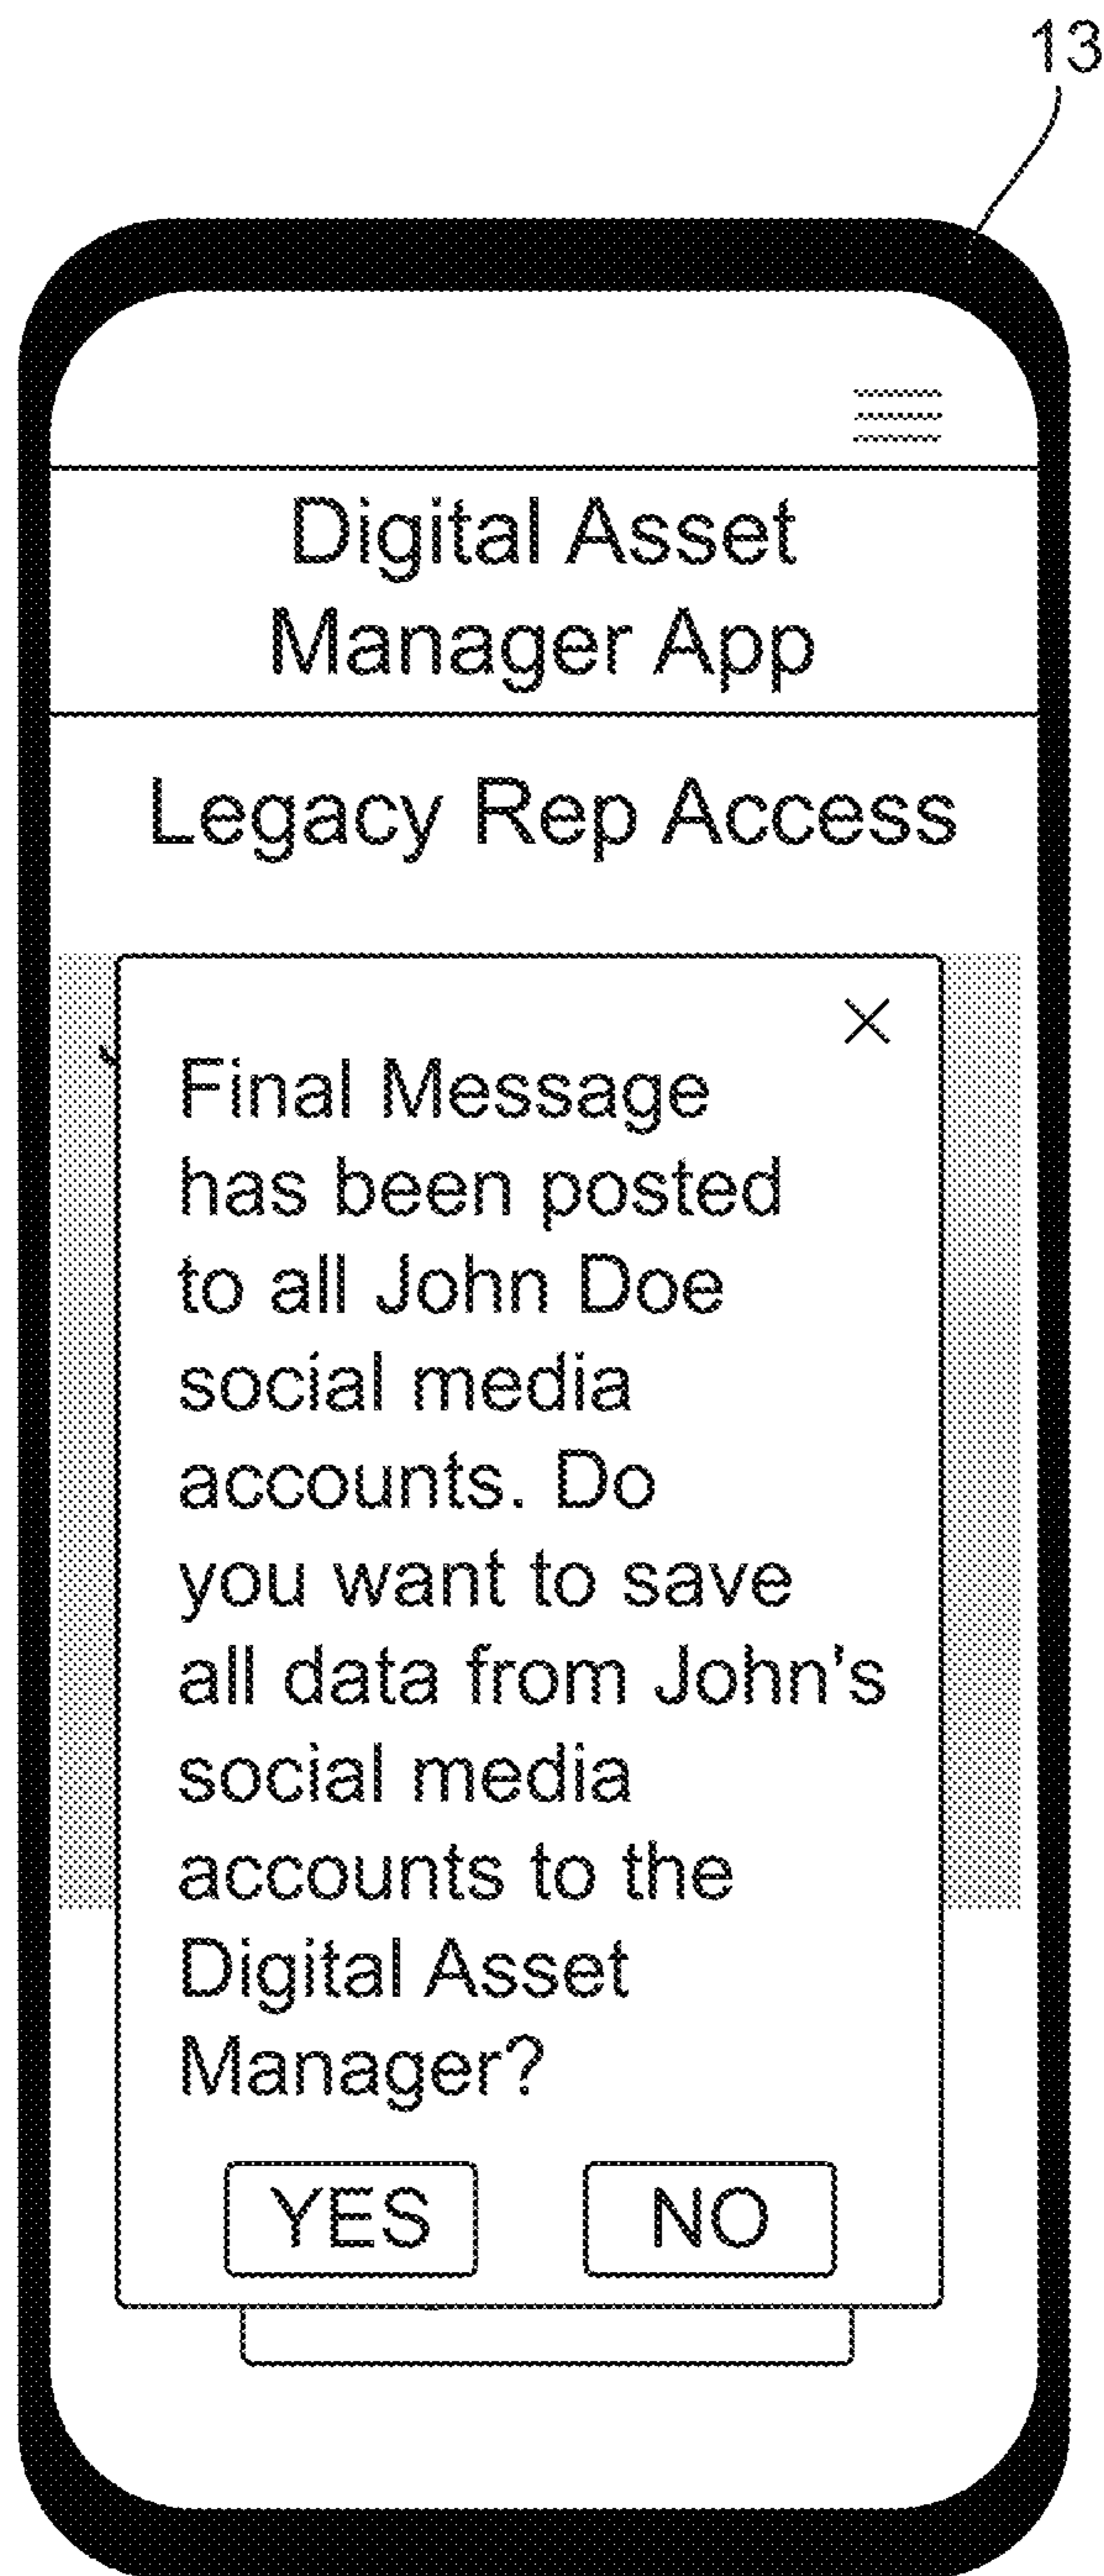 13
Digital Asset
Manager App
Legacy Rep Access
Final Message
has been posted
to all John Doe
social media
accounts. Do
you want to save
all data from John's
social media
accounts to the
Digital Asset
Manager?
YES NO